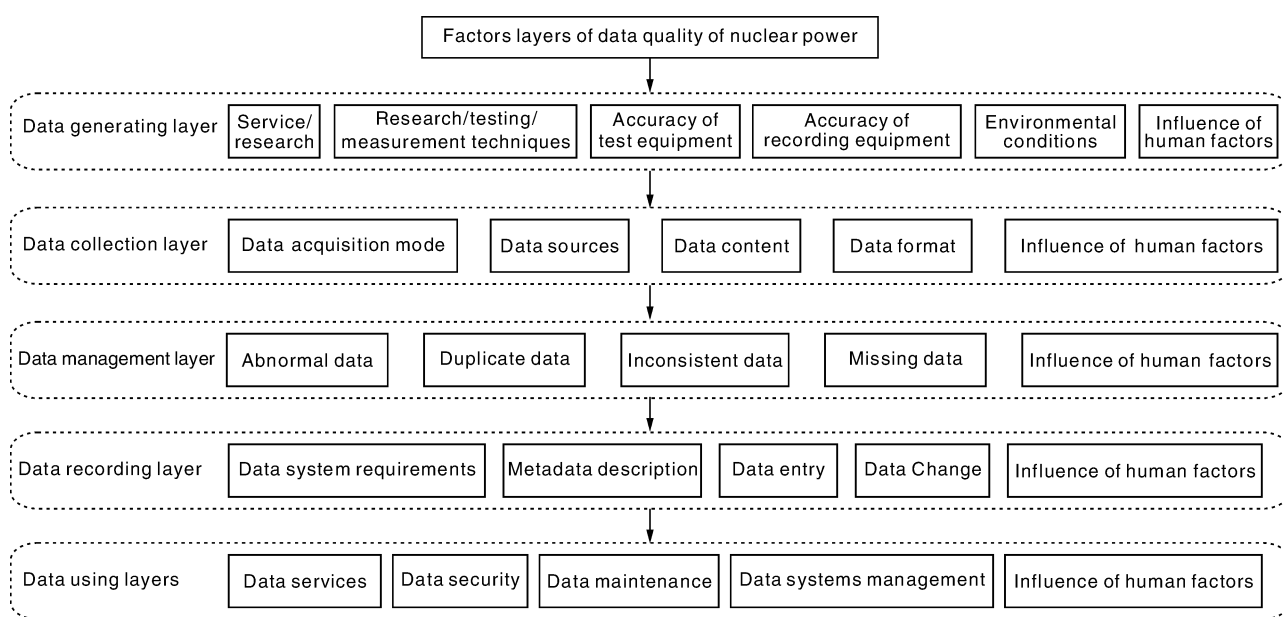 Factors layers of data quality of nuclear power
Data generating layer
Service/
research
Research/testing/
measurement techniques
Accuracy of
test equipment
Accuracy of
recording equipment
Environmental
conditions
Influence of
human factors
Data collection layer
Data acquisition mode
Data sources
Data content
Data format
Influence of human factors
Data management layer
Abnormal data
Duplicate data
Inconsistent data
Missing data
Influence of human factors
Data recording layer
Data system requirements
Metadata description
Data entry
Data Change
Influence of human factors
Data using layers
Data services
Data security
Data maintenance
Data systems management
Influence of human factors